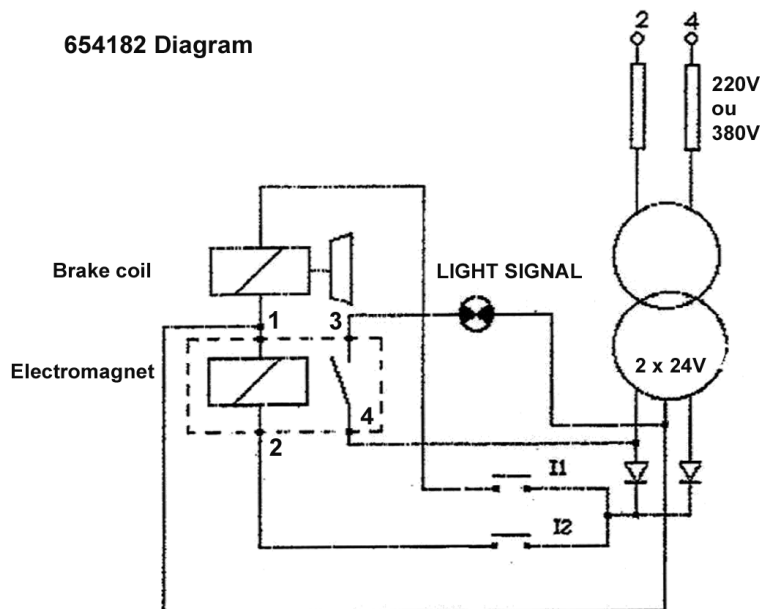 654182 Diagram
2 4
220V
ou
380V
Brake coil
LIGHT SIGNAL
1 3
Electromagnet
2 x 24V
4
2
I1
I2